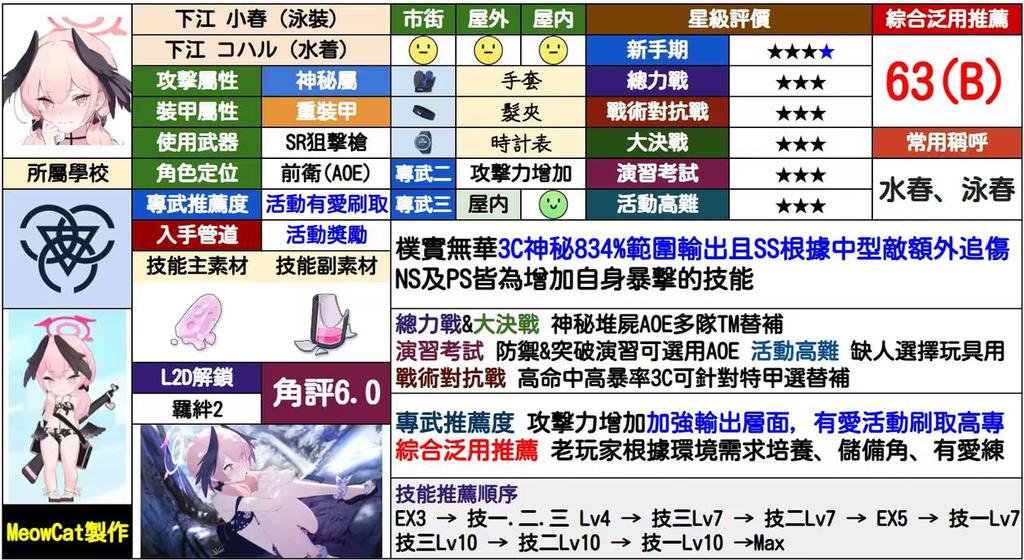 下江 小春（泳裝）
市街 屋外 屋內
星級評價
綜合泛用推薦
下江 コハル（水着）
新手期 ★★★★
63(B)
攻擊屬性 神秘屬
手套
總力戰 ★★★
裝甲屬性 重裝甲
髮夾
戰術對抗戰 ★★★
使用武器 SR狙擊槍
時計表
大決戰 ★★★
常用稱呼
所屬學校
角色定位 前衛(AOE)
專武二 攻擊力增加
演習考試 ★★★
水春、泳春
專武推薦度 活動有愛刷取
專武三 屋內
活動高難 ★★★
入手管道 活動獎勵
樸實無華3C神秘834%範圍輸出且SS根據中型敵額外追傷
NS及PS皆為增加自身暴擊的技能
技能主素材 技能副素材
總力戰&大決戰 神秘堆屍AOE多隊TM替補
演習考試 防禦&突破演習可選用AOE 活動高難 缺人選擇玩具用
戰術對抗戰 高命中高暴率3C可針對特甲選替補
L2D解鎖
羈絆2
角評6.0
專武推薦度 攻擊力增加加強輸出層面，有愛活動刷取高專
綜合泛用推薦 老玩家根據環境需求培養、儲備角、有愛練
技能推薦順序
EX3 → 技一.二.三 Lv4 → 技三Lv7 → 技二Lv7 → EX5 → 技一Lv7
技三Lv10 → 技二Lv10 → 技一Lv10 →Max
MeowCat製作